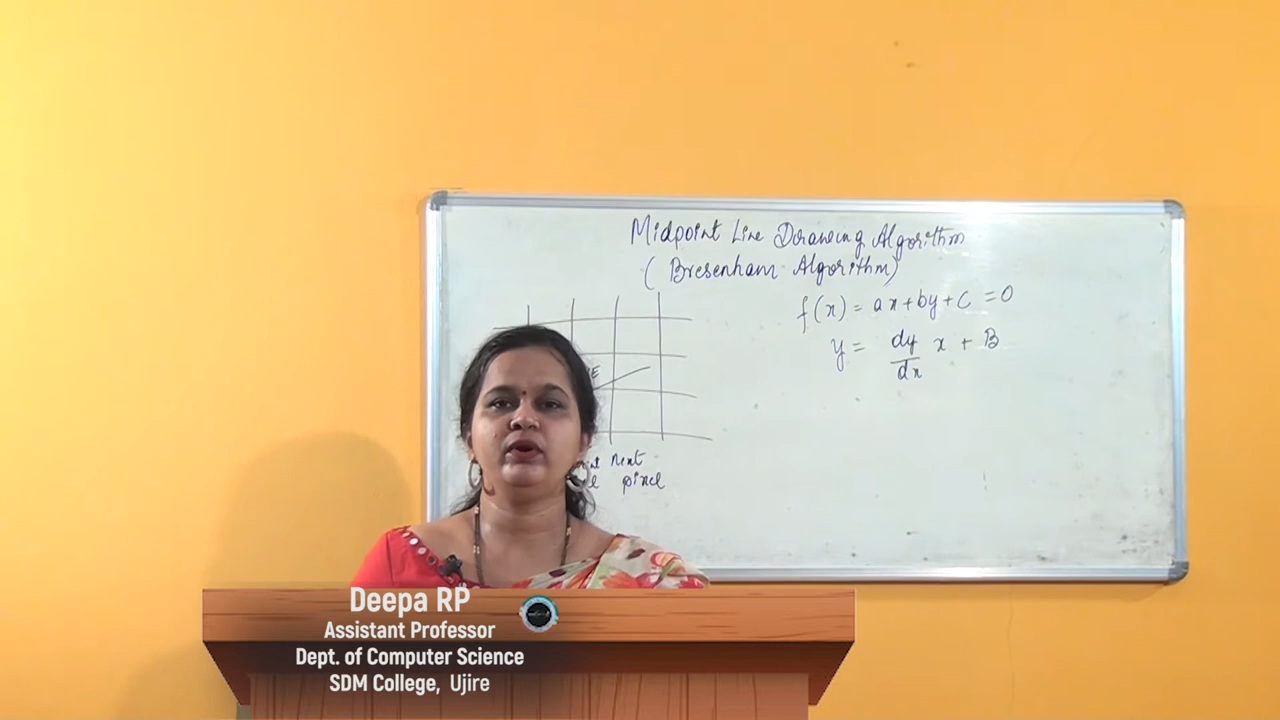 Midpoint Line Drawing Algorithm
(Bresenham Algorithm)
f(x) = ax+by+c =0
y = dy/dx x + B
E
next
pixel
Deepa RP
Assistant Professor
Dept. of Computer Science
SDM College, Ujire